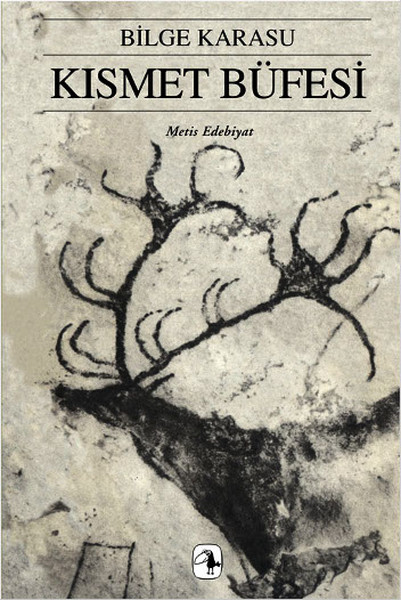 BİLGE KARASU
KISMET BÜFESİ
Metis Edebiyat